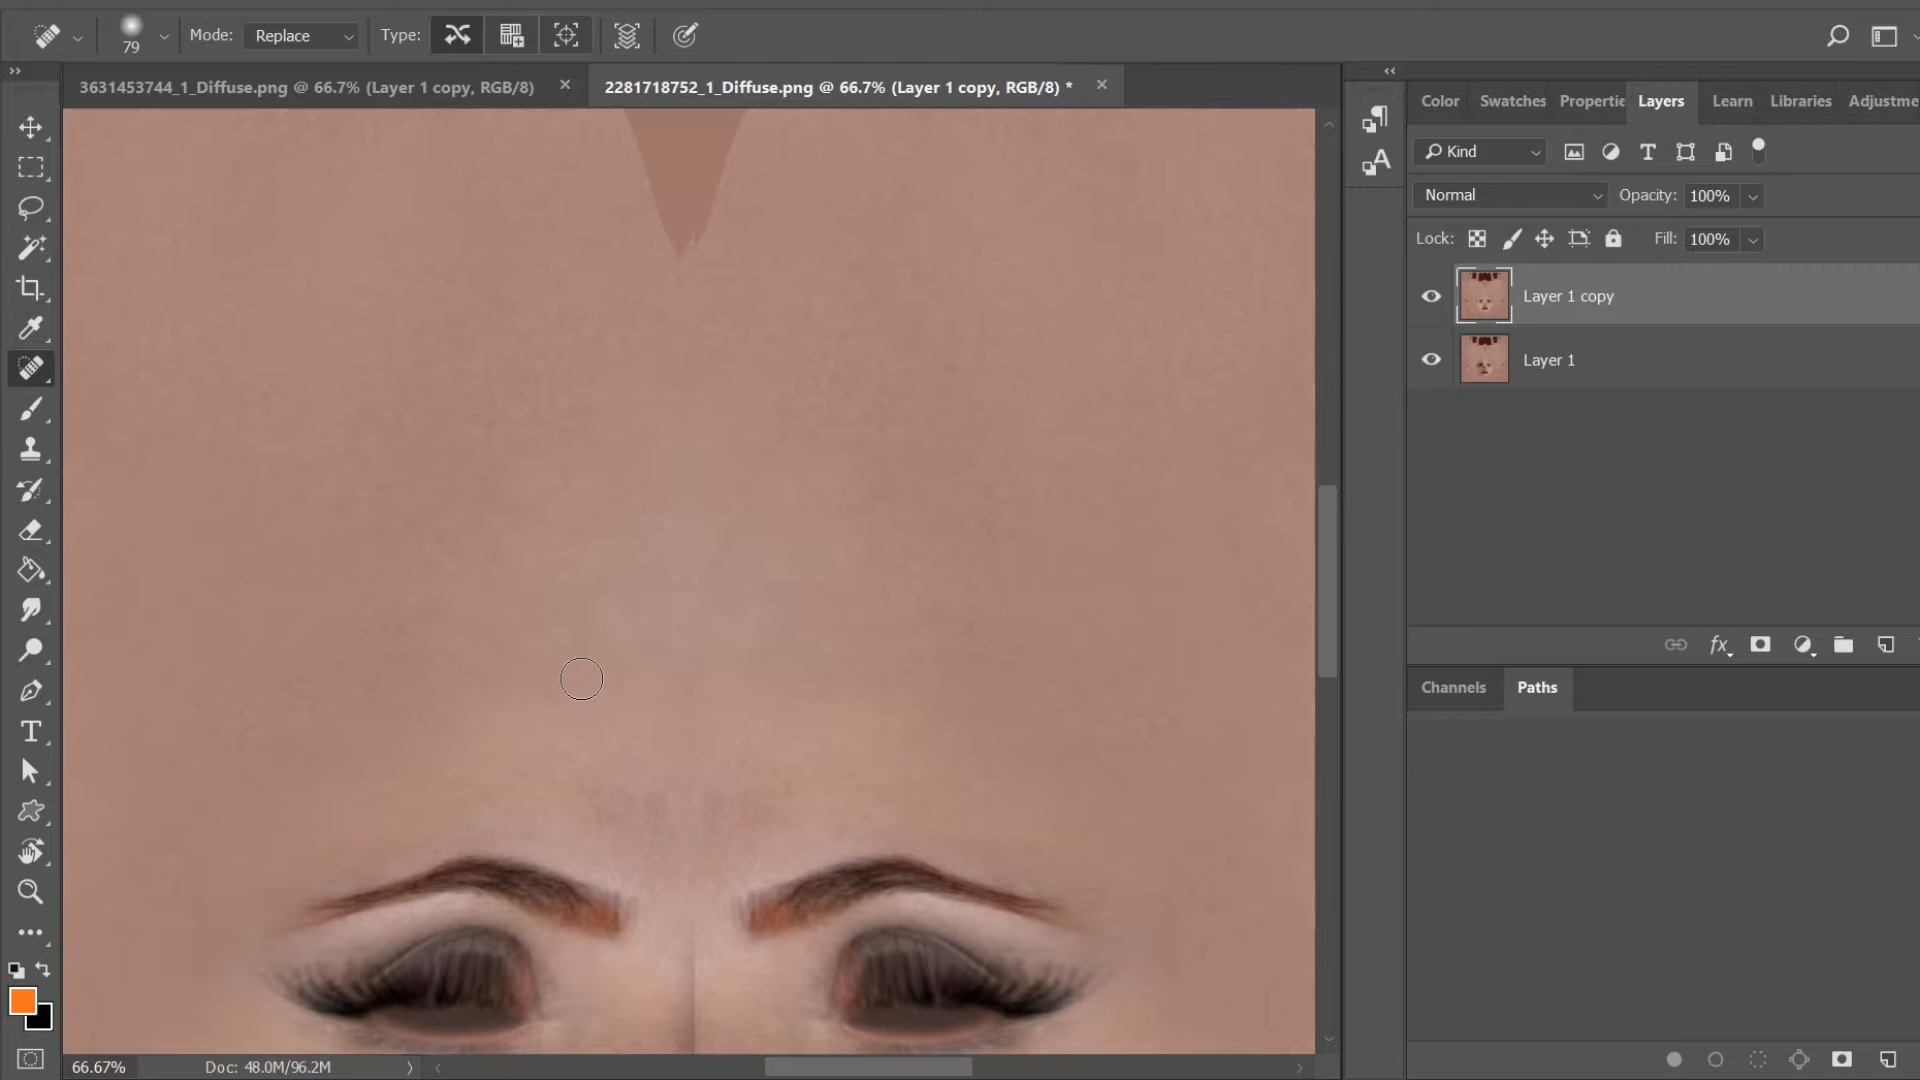 79
Mode: Replace
Type:
3631453744_1_Diffuse.png @ 66.7% (Layer 1 copy, RGB/8)
2281718752_1_Diffuse.png @ 66.7% (Layer 1 copy, RGB/8) *
Color Swatches Propertie Layers Learn Libraries Adjustme
Kind
Normal Opacity: 100%
Lock: Fill: 100%
Layer 1 copy
Layer 1
fx
Channels Paths
66.67% Doc: 48.0M/96.2M